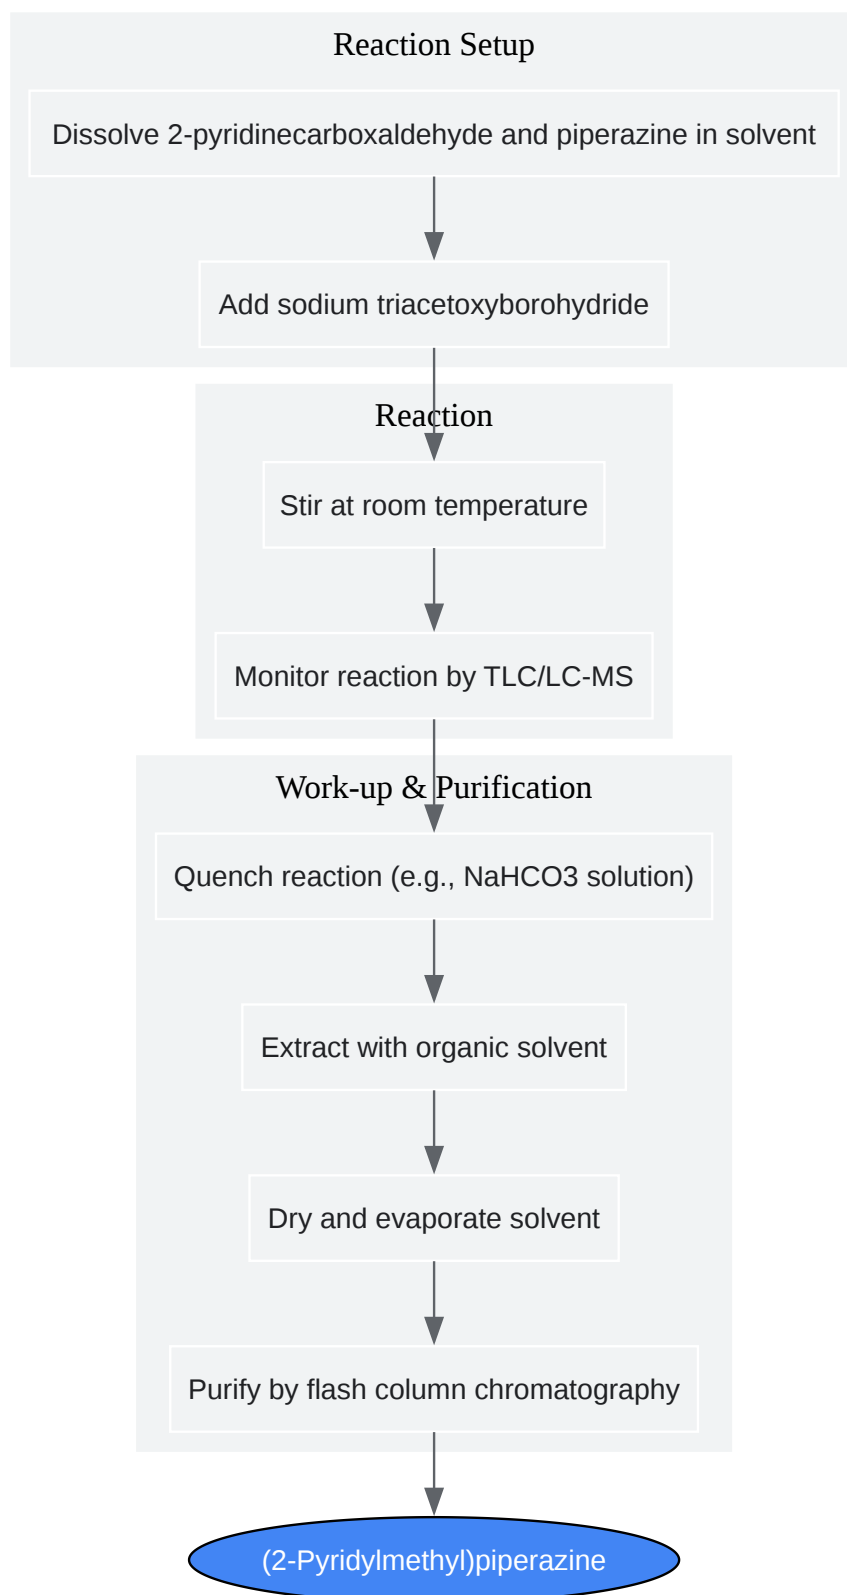 Reaction Setup
Dissolve 2-pyridinecarboxaldehyde and piperazine in solvent
Add sodium triacetoxyborohydride
Reaction
Stir at room temperature
Monitor reaction by TLC/LC-MS
Work-up & Purification
Quench reaction (e.g., NaHCO3 solution)
Extract with organic solvent
Dry and evaporate solvent
Purify by flash column chromatography
(2-Pyridylmethyl)piperazine